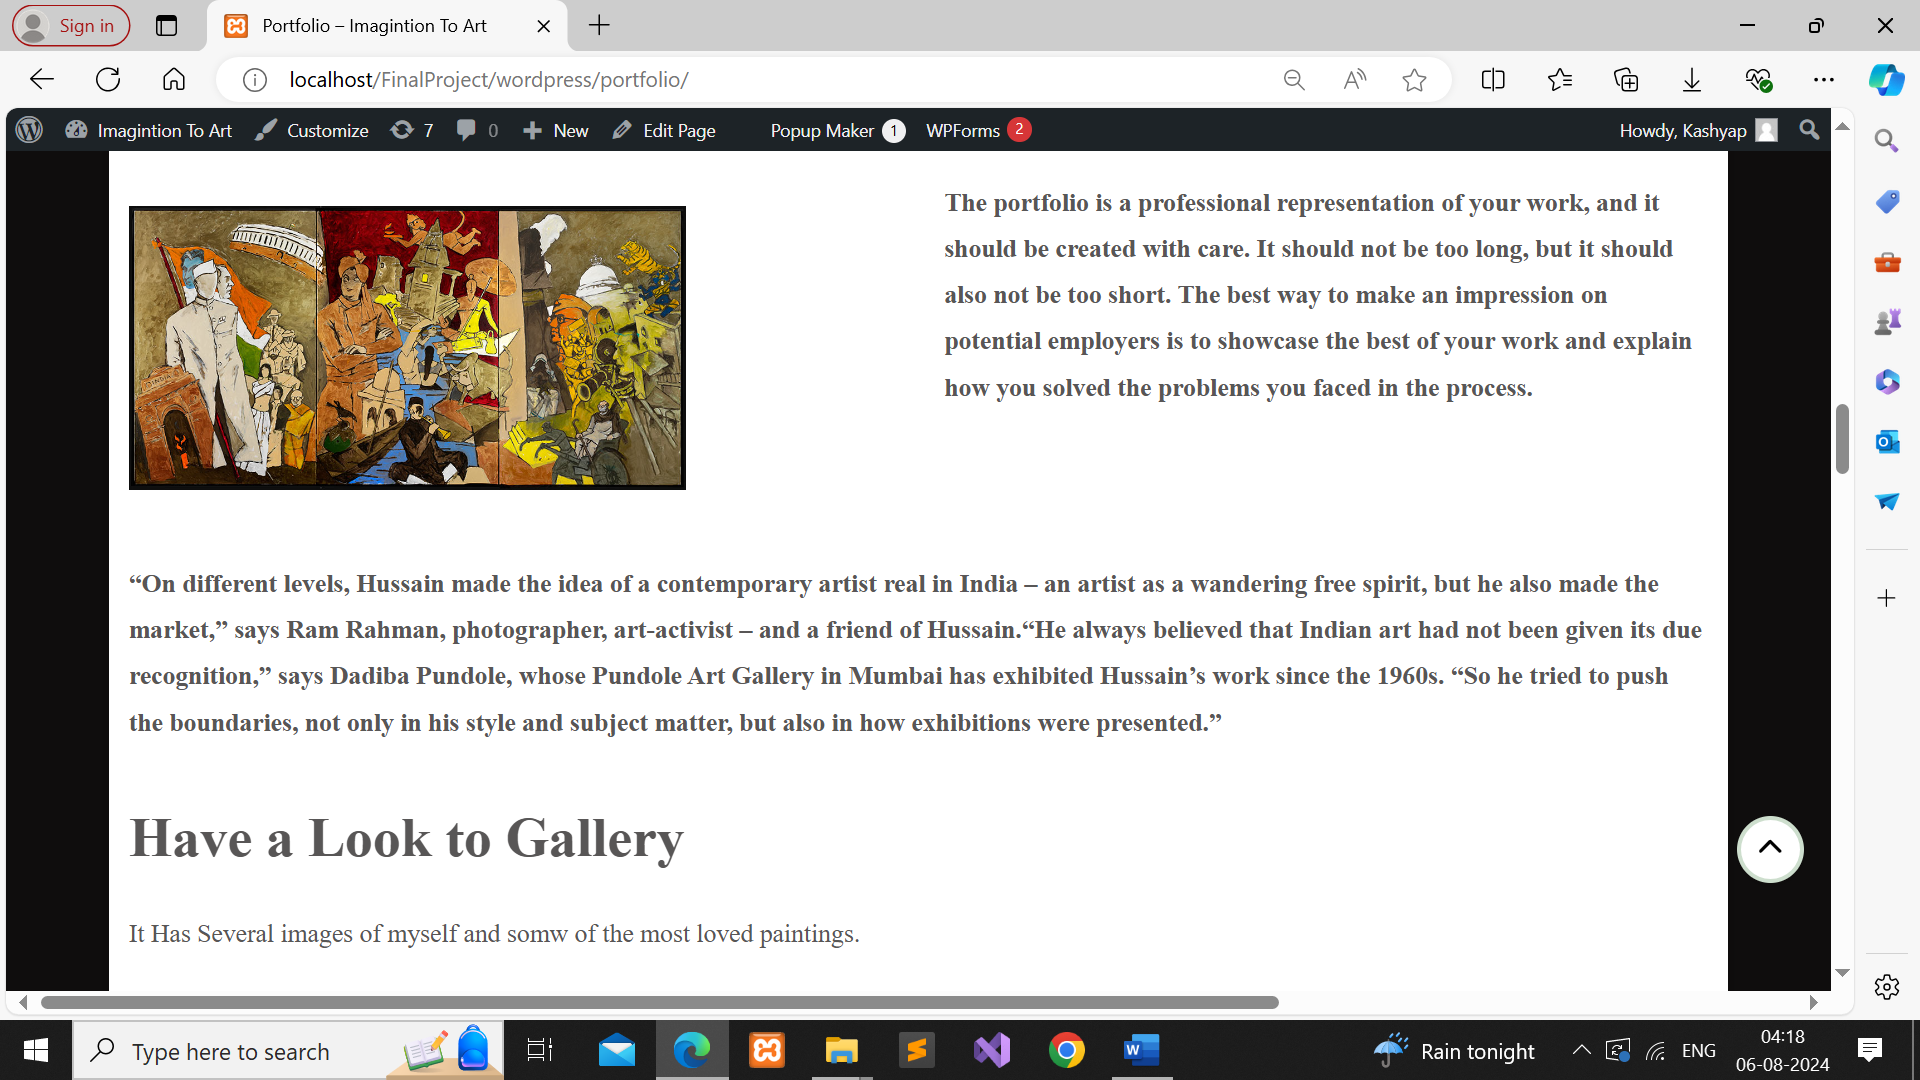 Sign in
Portfolio – Imagintion To Art
localhost/FinalProject/wordpress/portfolio/
Imagintion To Art Customize 7 0 New Edit Page Popup Maker 1 WPForms 2 Howdy, Kashyap
The portfolio is a professional representation of your work, and it
should be created with care. It should not be too long, but it should
also not be too short. The best way to make an impression on
potential employers is to showcase the best of your work and explain
how you solved the problems you faced in the process.
“On different levels, Hussain made the idea of a contemporary artist real in India – an artist as a wandering free spirit, but he also made the
market,” says Ram Rahman, photographer, art-activist – and a friend of Hussain.“He always believed that Indian art had not been given its due
recognition,” says Dadiba Pundole, whose Pundole Art Gallery in Mumbai has exhibited Hussain’s work since the 1960s. “So he tried to push
the boundaries, not only in his style and subject matter, but also in how exhibitions were presented.”
Have a Look to Gallery
It Has Several images of myself and somw of the most loved paintings.
Type here to search
Rain tonight
ENG
04:18
06-08-2024